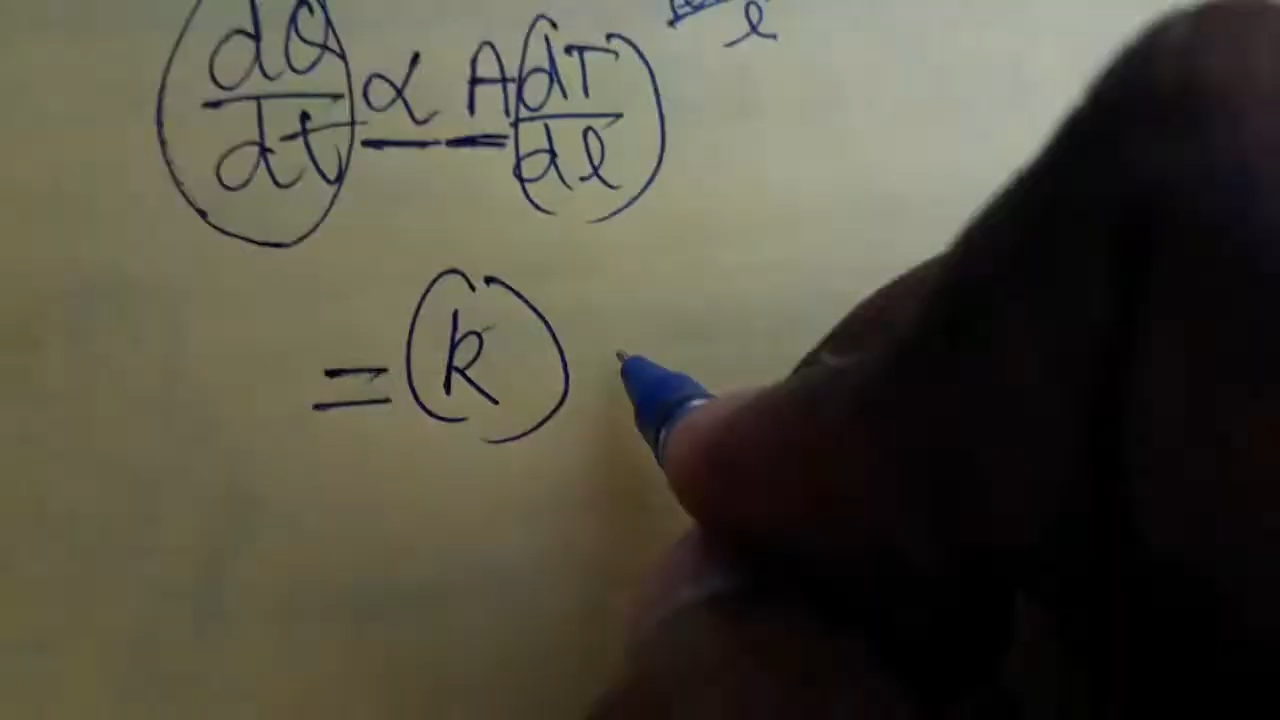 (dQ/dt) ∝ A (dT/dl)
l
= (k)